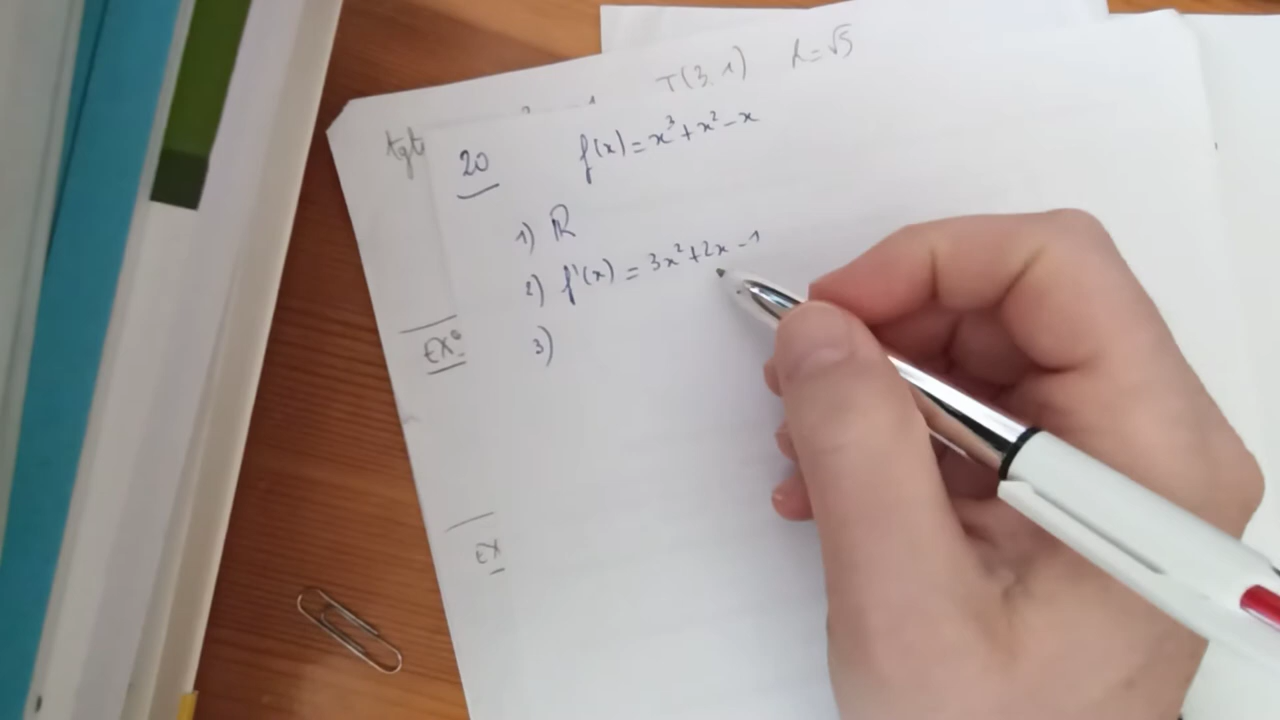 T(3, 1) r=√5
tgt
20 f(x)=x³+x²-x
1) ℝ
2) f'(x) = 3x²+2x-1
3)
EX°
EX